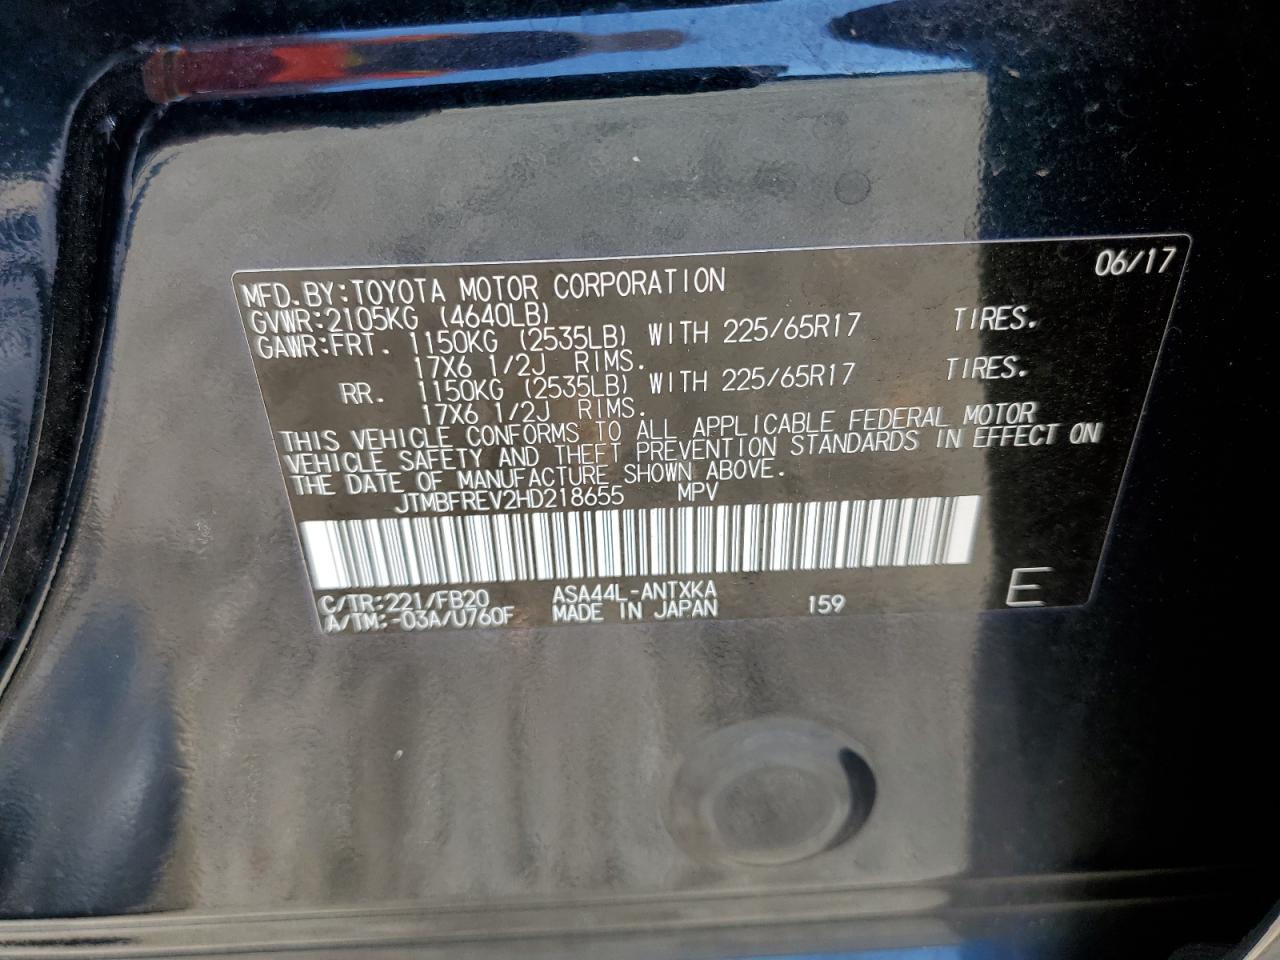 06/17
MFD.BY:TOYOTA MOTOR CORPORATION
GVWR:2105KG (4640LB)
GAWR:FRT. 1150KG (2535LB) WITH 225/65R17 TIRES.
17X6 1/2J RIMS.
RR. 1150KG (2535LB) WITH 225/65R17 TIRES.
17X6 1/2J RIMS.
THIS VEHICLE CONFORMS TO ALL APPLICABLE FEDERAL MOTOR
VEHICLE SAFETY AND THEFT PREVENTION STANDARDS IN EFFECT ON
THE DATE OF MANUFACTURE SHOWN ABOVE.
JTMBFREV2HD218655 MPV
C/TR:221/FB20 ASA44L-ANTXKA
A/TM:-03A/U760F MADE IN JAPAN 159 E